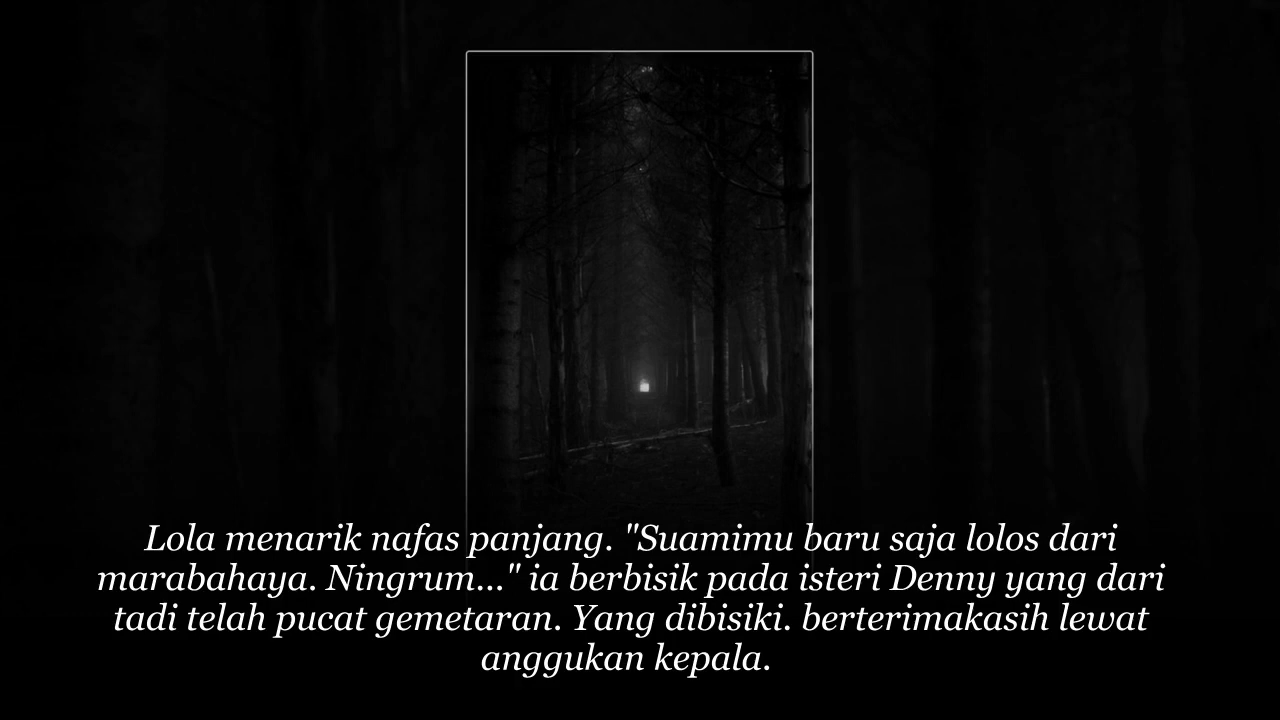 Lola menarik nafas panjang. "Suamimu baru saja lolos dari
marabahaya. Ningrum..." ia berbisik pada isteri Denny yang dari
tadi telah pucat gemetaran. Yang dibisiki. berterimakasih lewat
anggukan kepala.